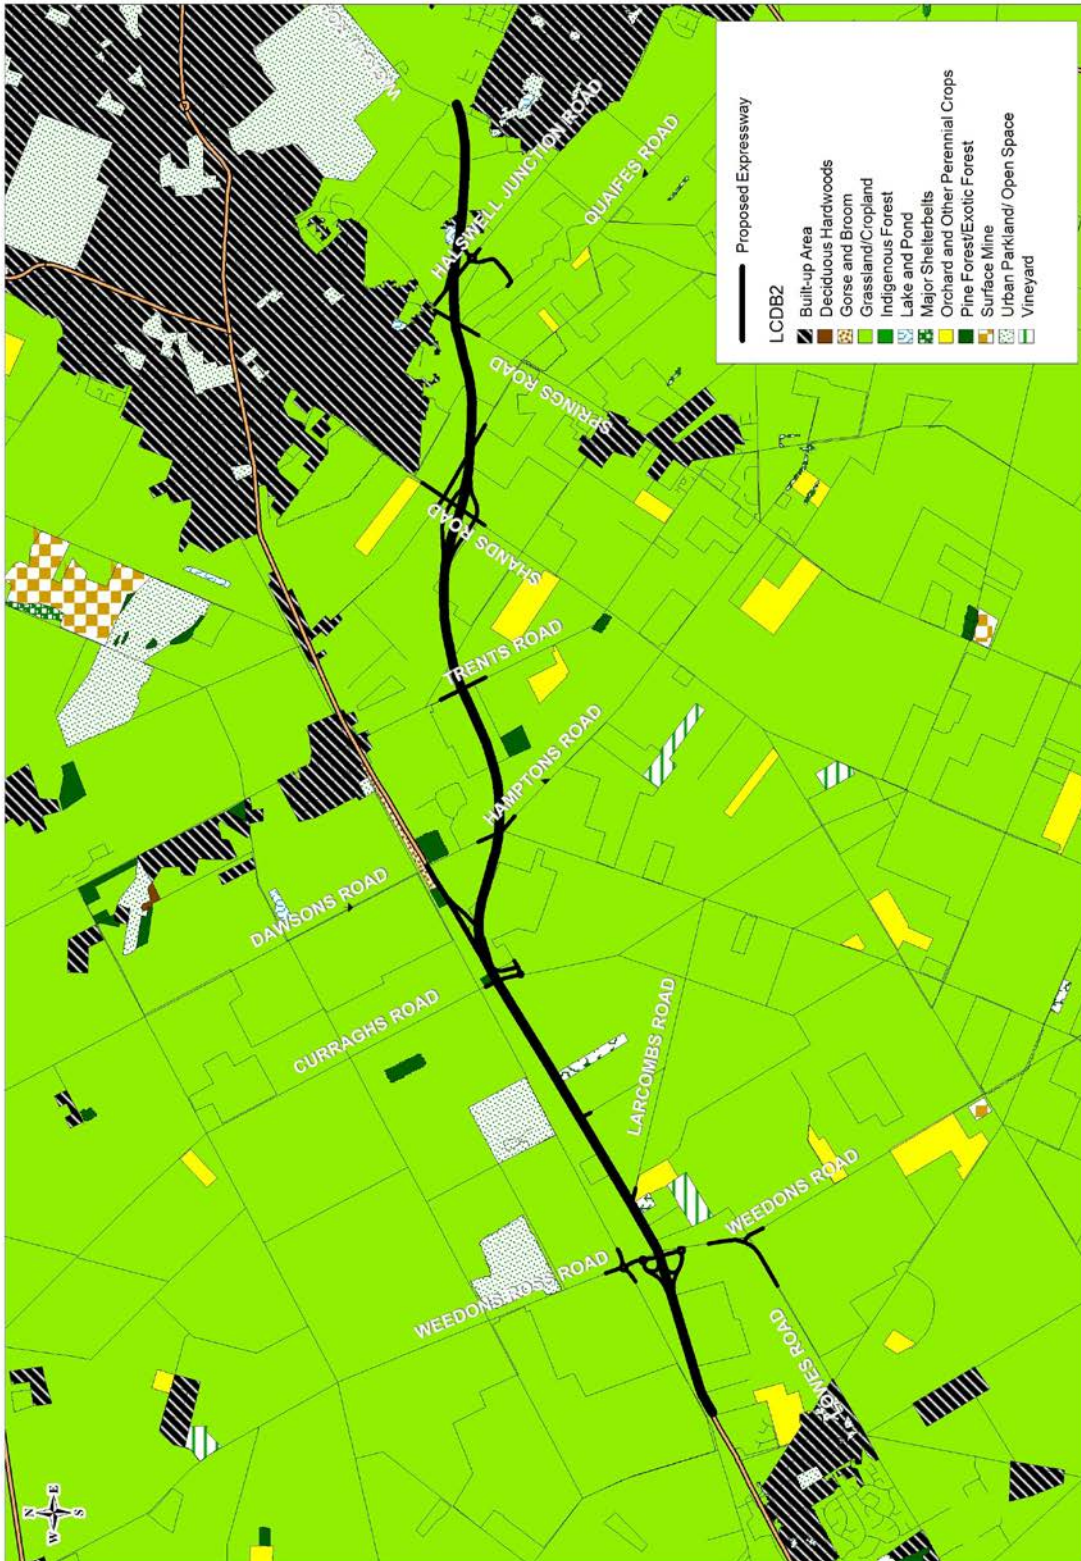 N
W
E
S
WEEDONS ROSS ROAD
CURRAGHS ROAD
DAWSONS ROAD
LOWES ROAD
WEEDONS ROAD
LARCOMBS ROAD
HAMPTONS ROAD
TRENTS ROAD
SHANDS ROAD
SPRINGS ROAD
HALSWELL JUNCTION ROAD
QUAIFES ROAD
Proposed Expressway
LCDB2
Built-up Area
Deciduous Hardwoods
Gorse and Broom
Grassland/Cropland
Indigenous Forest
Lake and Pond
Major Shelterbelts
Orchard and Other Perennial Crops
Pine Forest/Exotic Forest
Surface Mine
Urban Parkland/ Open Space
Vineyard